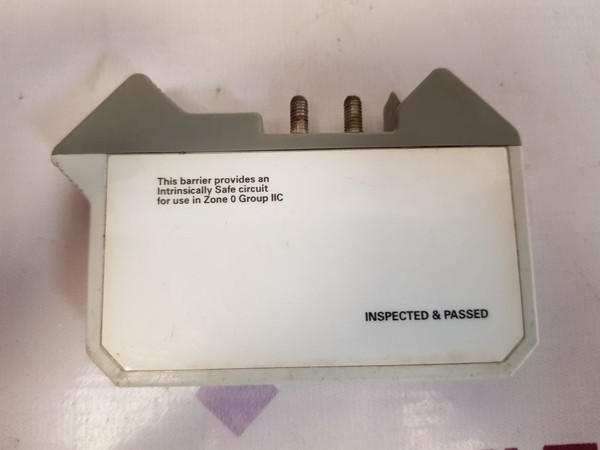 This barrier provides an
Intrinsically Safe circuit
for use in Zone 0 Group IIC
INSPECTED & PASSED